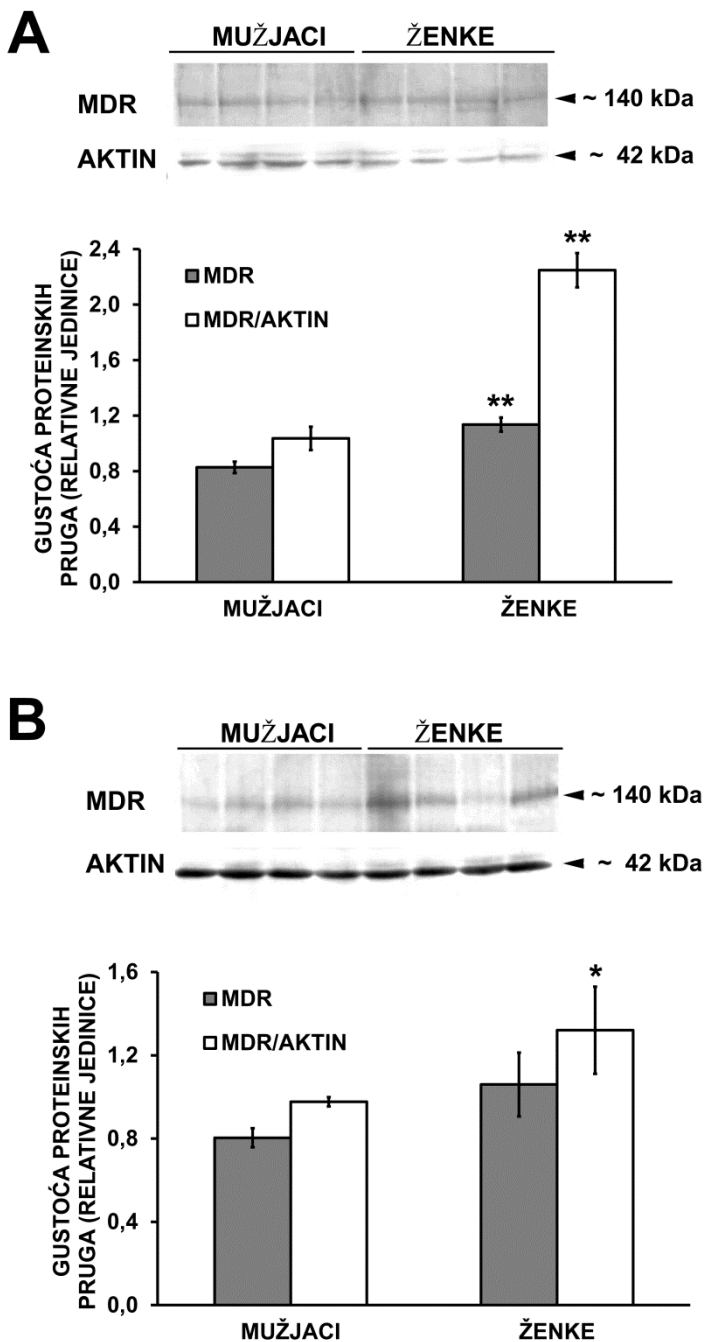 A
MUŽJACI ŽENKE
MDR ~ 140 kDa
AKTIN ~ 42 kDa
GUSTOĆA PROTEINSKIH
PRUGA (RELATIVNE JEDINICE)
2,4
2,0
1,6
1,2
0,8
0,4
0,0
MDR
MDR/AKTIN
**
**
MUŽJACI ŽENKE
B
MUŽJACI ŽENKE
MDR ~ 140 kDa
AKTIN ~ 42 kDa
GUSTOĆA PROTEINSKIH
PRUGA (RELATIVNE JEDINICE)
1,6
1,2
0,8
0,4
0,0
MDR
MDR/AKTIN
*
MUŽJACI ŽENKE